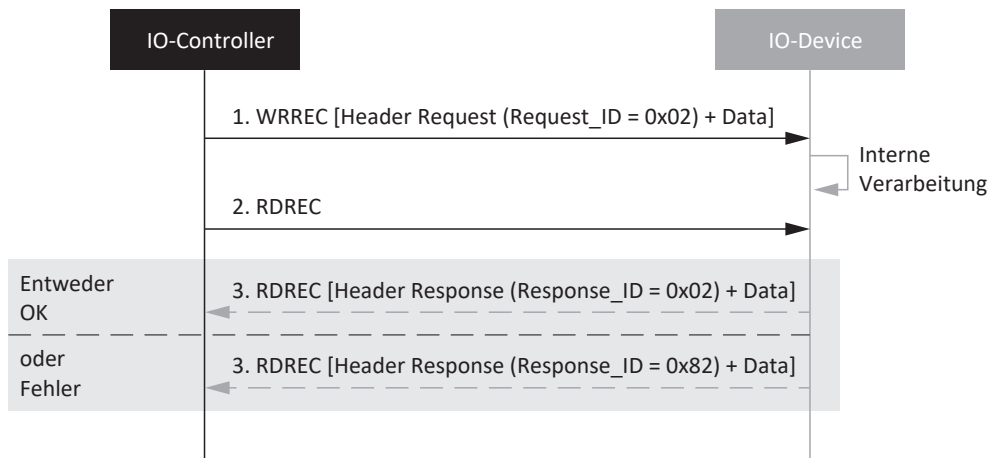 IO-Controller
IO-Device
1. WRREC [Header Request (Request_ID = 0x02) + Data]
Interne
Verarbeitung
2. RDREC
Entweder
OK
3. RDREC [Header Response (Response_ID = 0x02) + Data]
oder
Fehler
3. RDREC [Header Response (Response_ID = 0x82) + Data]